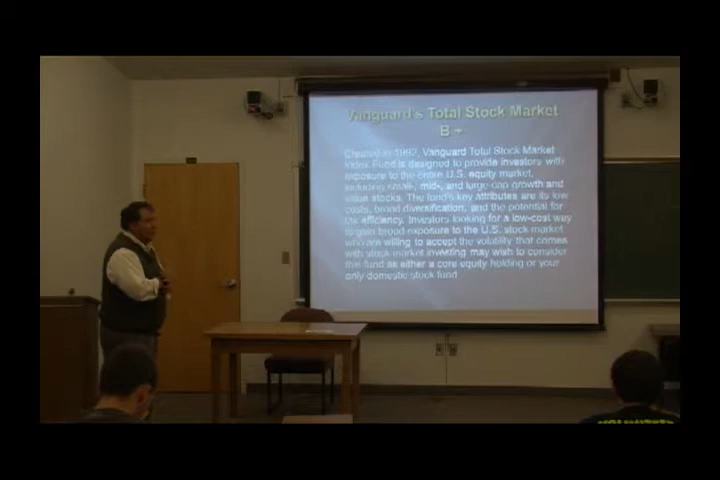 Vanguard's Total Stock Market
B +
Created in 1992, Vanguard Total Stock Market
Index Fund is designed to provide investors with
exposure to the entire U.S. equity market,
including small-, mid-, and large-cap growth and
value stocks. The fund's key attributes are its low
costs, broad diversification, and the potential for
tax efficiency. Investors looking for a low-cost way
to gain broad exposure to the U.S. stock market
who are willing to accept the volatility that comes
with stock market investing may wish to consider
this fund as either a core equity holding or your
only domestic stock fund